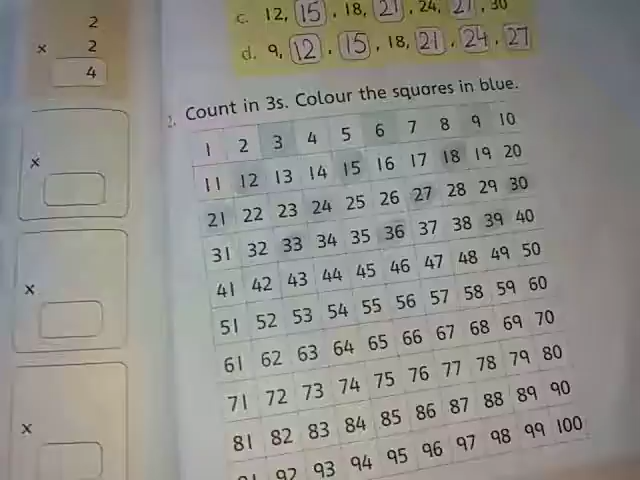 c. 12, 15, 18, 21, 24, 27, 30
d. 9, 12, 15, 18, 21, 24, 27
2
x 2
4
x
x
x
2. Count in 3s. Colour the squares in blue.
1 2 3 4 5 6 7 8 9 10
11 12 13 14 15 16 17 18 19 20
21 22 23 24 25 26 27 28 29 30
31 32 33 34 35 36 37 38 39 40
41 42 43 44 45 46 47 48 49 50
51 52 53 54 55 56 57 58 59 60
61 62 63 64 65 66 67 68 69 70
71 72 73 74 75 76 77 78 79 80
81 82 83 84 85 86 87 88 89 90
91 92 93 94 95 96 97 98 99 100